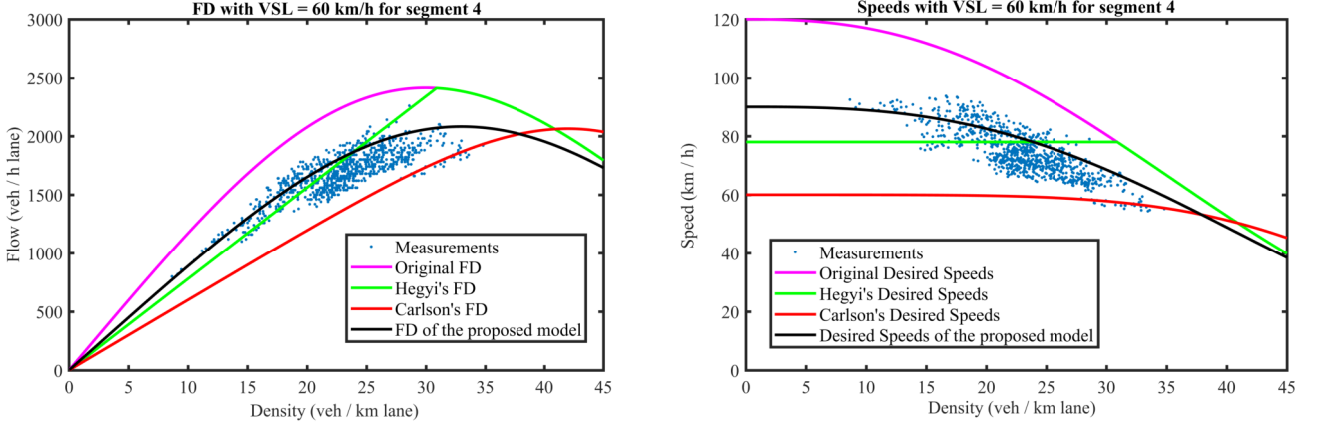 FD with VSL = 60 km/h for segment 4
3000
2500
2000
1500
1000
500
0
Flow (veh / h lane)
0 5 10 15 20 25 30 35 40 45
Density (veh / km lane)
Measurements
Original FD
Hegyi's FD
Carlson's FD
FD of the proposed model
Speeds with VSL = 60 km/h for segment 4
120
100
80
60
40
20
0
Speed (km / h)
0 5 10 15 20 25 30 35 40 45
Density (veh / km lane)
Measurements
Original Desired Speeds
Hegyi's Desired Speeds
Carlson's Desired Speeds
Desired Speeds of the proposed model